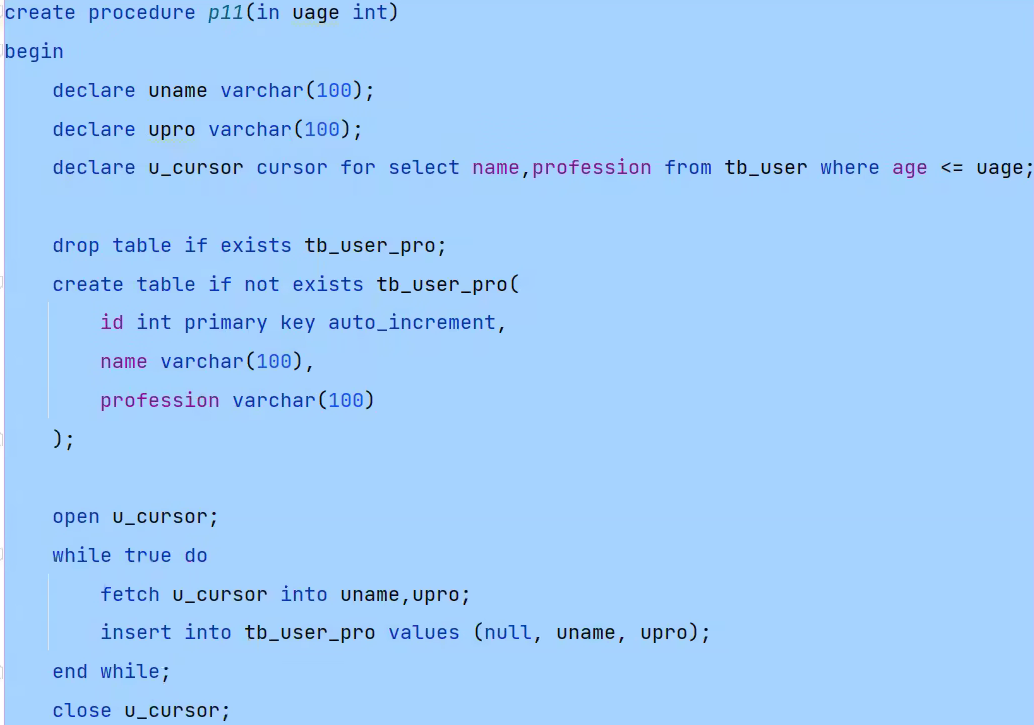 create procedure p11(in uage int)
begin
    declare uname varchar(100);
    declare upro varchar(100);
    declare u_cursor cursor for select name,profession from tb_user where age <= uage;
    drop table if exists tb_user_pro;
    create table if not exists tb_user_pro(
        id int primary key auto_increment,
        name varchar(100),
        profession varchar(100)
    );
    open u_cursor;
    while true do
        fetch u_cursor into uname,upro;
        insert into tb_user_pro values (null, uname, upro);
    end while;
    close u_cursor;